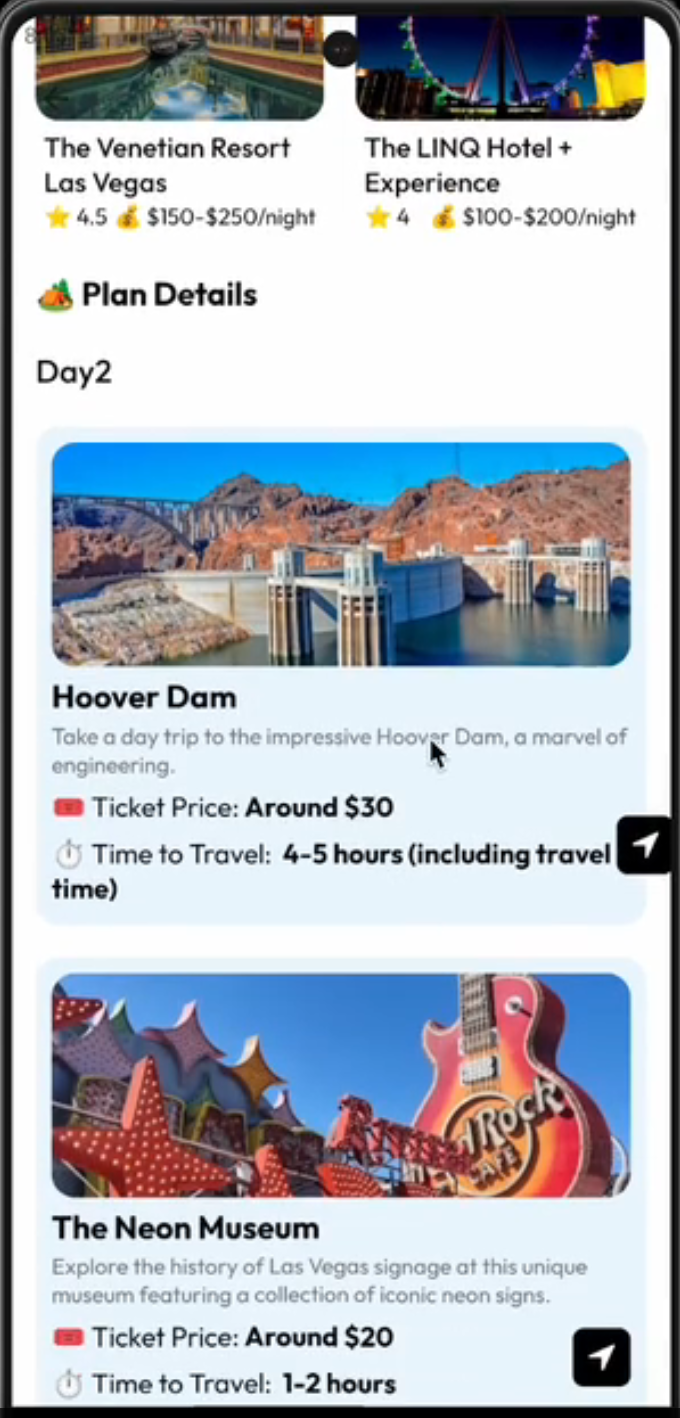 8
The Venetian Resort
Las Vegas
The LINQ Hotel +
Experience
⭐ 4.5 💰 $150-$250/night
⭐ 4 💰 $100-$200/night
🏕️ Plan Details
Day2
Hoover Dam
Take a day trip to the impressive Hoover Dam, a marvel of
engineering.
🎟️ Ticket Price: Around $30
⏱️ Time to Travel: 4-5 hours (including travel
time)
Rock
CAFE
The Neon Museum
Explore the history of Las Vegas signage at this unique
museum featuring a collection of iconic neon signs.
🎟️ Ticket Price: Around $20
⏱️ Time to Travel: 1-2 hours